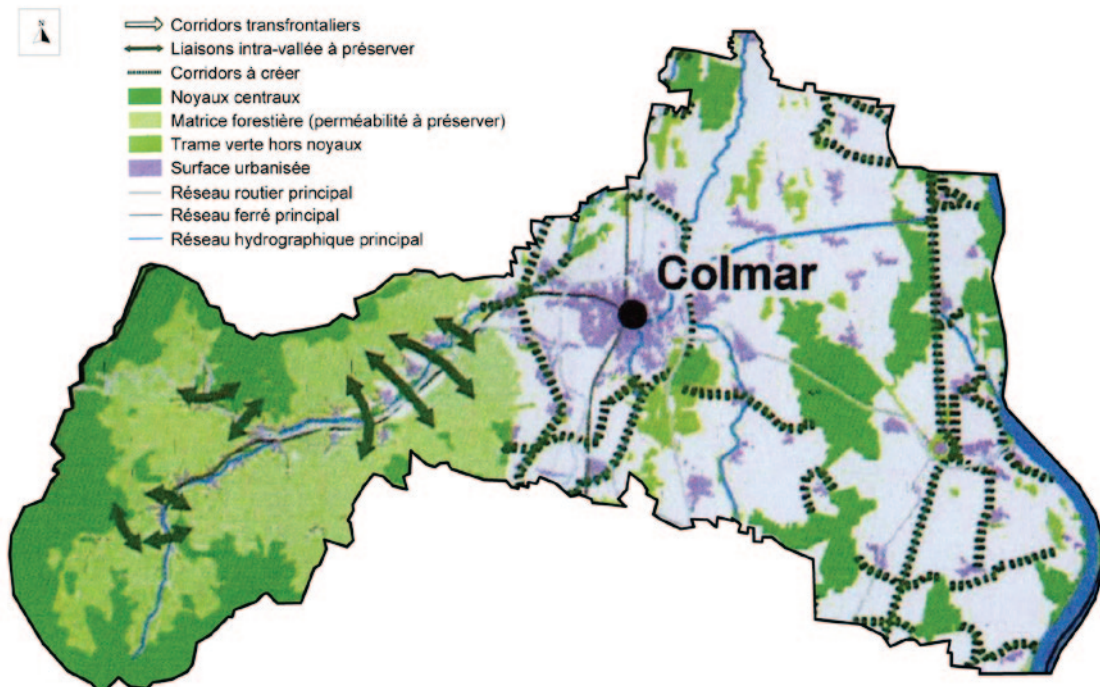 N
Corridors transfrontaliers
Liaisons intra-vallée à préserver
Corridors à créer
Noyaux centraux
Matrice forestière (perméabilité à préserver)
Trame verte hors noyaux
Surface urbanisée
Réseau routier principal
Réseau ferré principal
Réseau hydrographique principal
Colmar